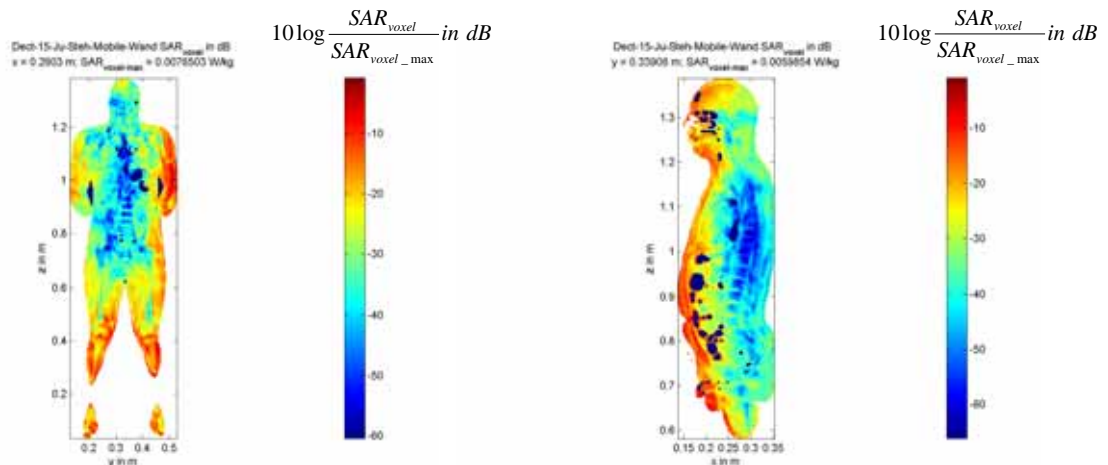 10 log SAR_voxel / SAR_voxel_max in dB
Dect-15-Ju-Steh-Mobile-Wand SAR_voxel in dB
x = 0.2903 m; SAR_voxel-max = 0.0076503 W/kg
1.2
1
0.8
0.6
0.4
0.2
z in m
0.2 0.3 0.4 0.5
y in m
-10
-20
-30
-40
-50
-60
10 log SAR_voxel / SAR_voxel_max in dB
Dect-15-Ju-Steh-Mobile-Wand SAR_voxel in dB
y = 0.33906 m; SAR_voxel-max = 0.0059854 W/kg
1.3
1.2
1.1
1
0.9
0.8
0.7
0.6
z in m
0.15 0.2 0.25 0.3 0.35
x in m
-10
-20
-30
-40
-50
-60